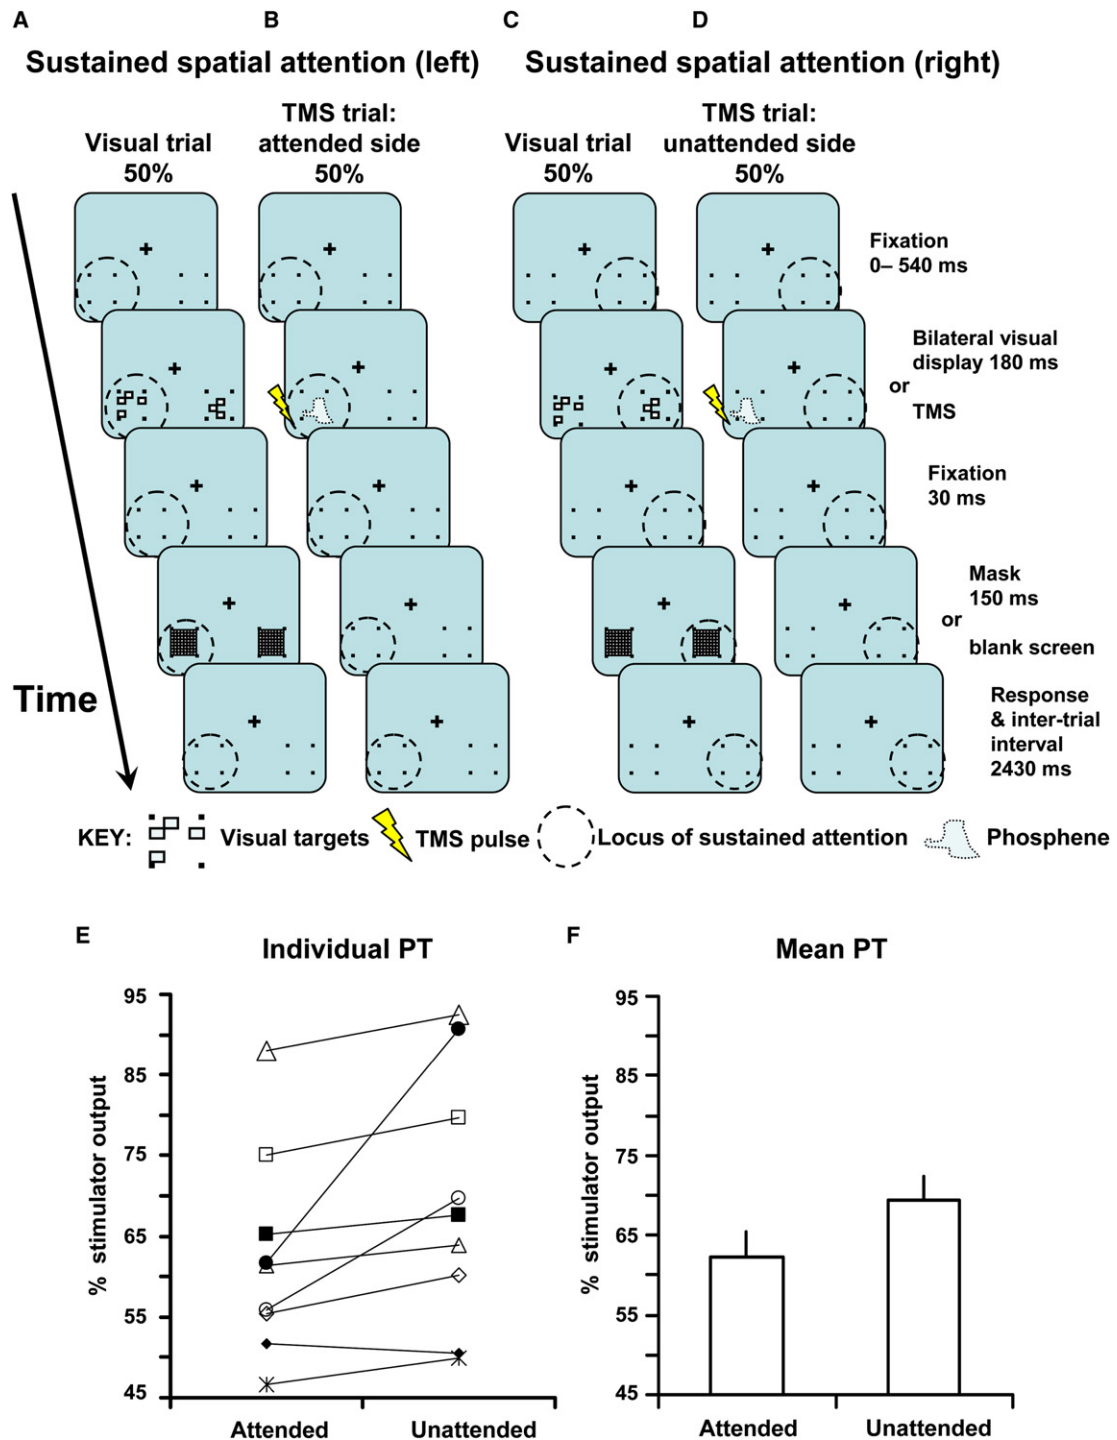 A B C D
Sustained spatial attention (left) Sustained spatial attention (right)
Visual trial
50%
TMS trial:
attended side
50%
Visual trial
50%
TMS trial:
unattended side
50%
Fixation
0– 540 ms
Bilateral visual
display 180 ms
or
TMS
Fixation
30 ms
Mask
150 ms
or
blank screen
Response
& inter-trial
interval
2430 ms
Time
KEY: Visual targets TMS pulse Locus of sustained attention Phosphene
E
Individual PT
% stimulator output
95
85
75
65
55
45
Attended Unattended
F
Mean PT
% stimulator output
95
85
75
65
55
45
Attended Unattended